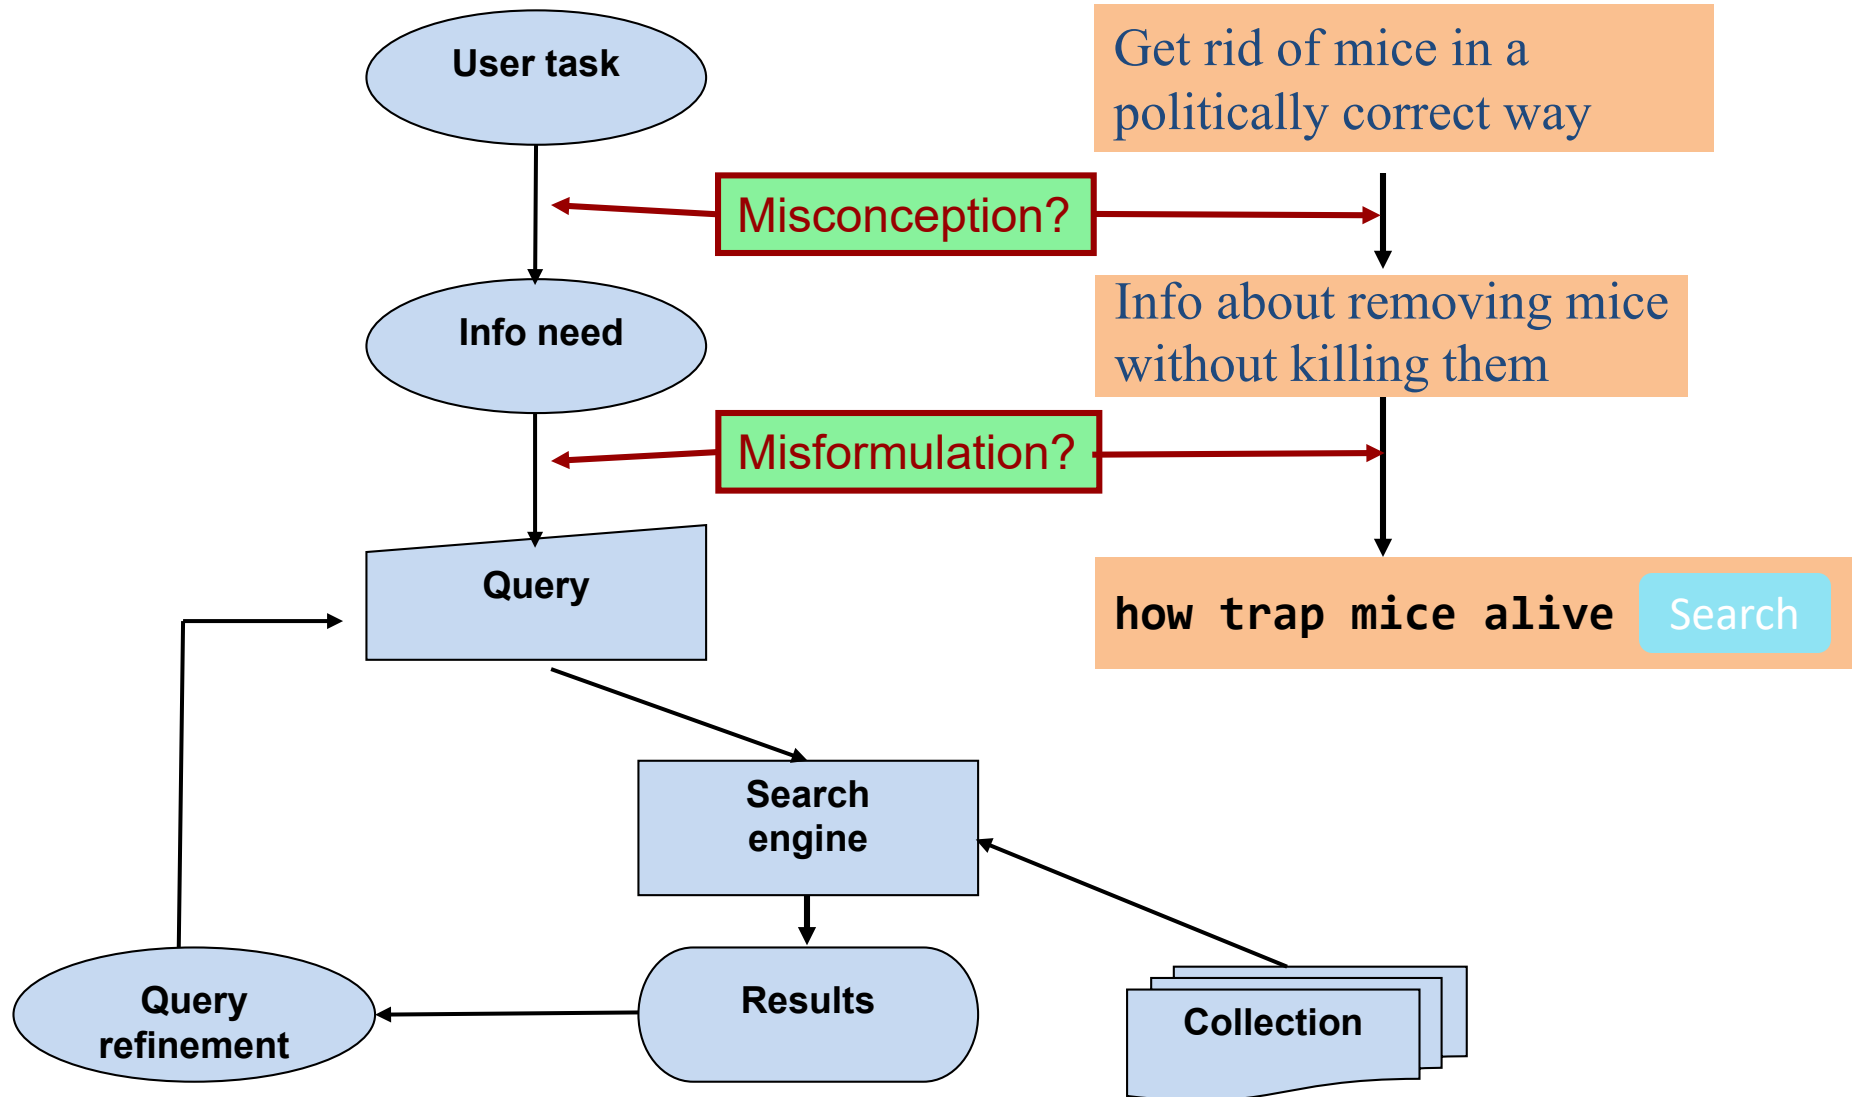 User task
Get rid of mice in a
politically correct way
Misconception?
Info need
Info about removing mice
without killing them
Misformulation?
Query
how trap mice alive Search
Search
engine
Query
refinement
Results
Collection